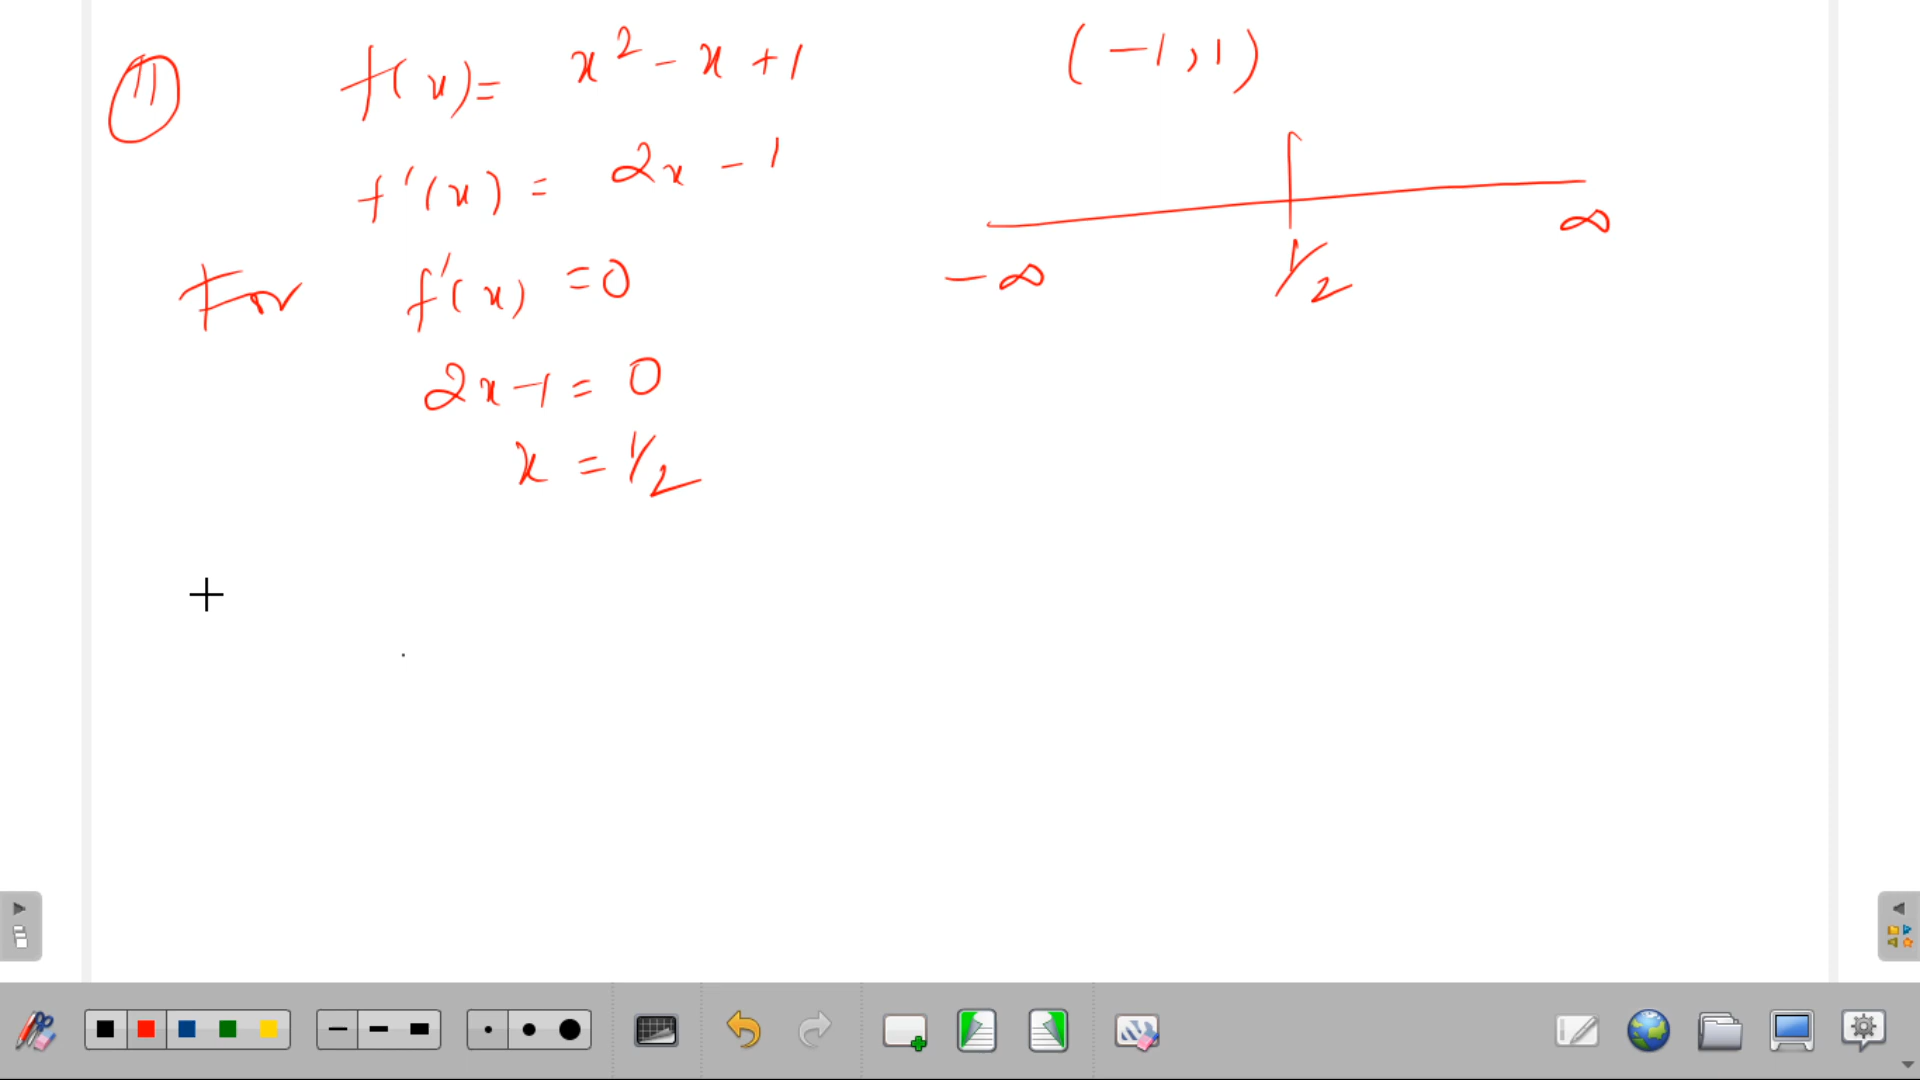 ⑪ f(x) = x² - x + 1
f'(x) = 2x - 1
For f'(x) = 0
2x - 1 = 0
x = 1/2
(-1, 1)
-∞ 1/2 ∞